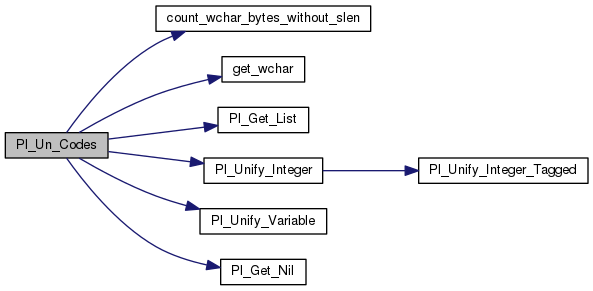 count_wchar_bytes_without_slen
get_wchar
Pl_Get_List
Pl_Un_Codes
Pl_Unify_Integer
Pl_Unify_Integer_Tagged
Pl_Unify_Variable
Pl_Get_Nil